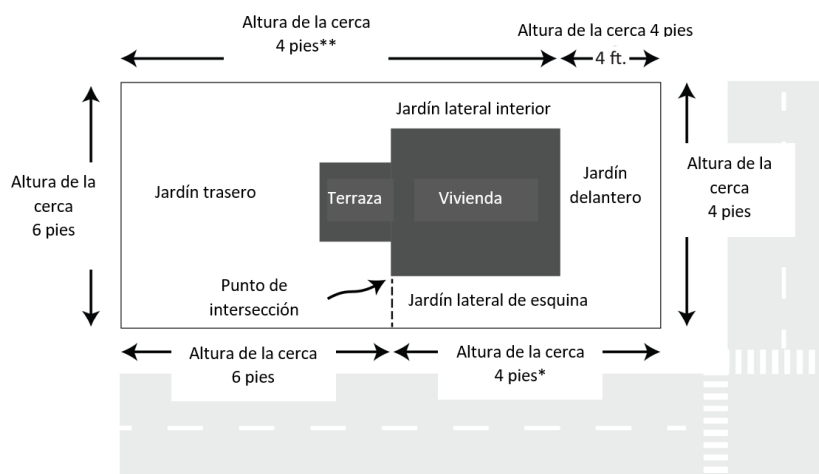 Altura de la cerca
4 pies**
Altura de la cerca 4 pies
4 ft.
Jardín lateral interior
Altura de la
cerca
6 pies
Jardín trasero
Terraza
Vivienda
Jardín
delantero
Altura de la
cerca
4 pies
Punto de
intersección
Jardín lateral de esquina
Altura de la cerca
6 pies
Altura de la cerca
4 pies*